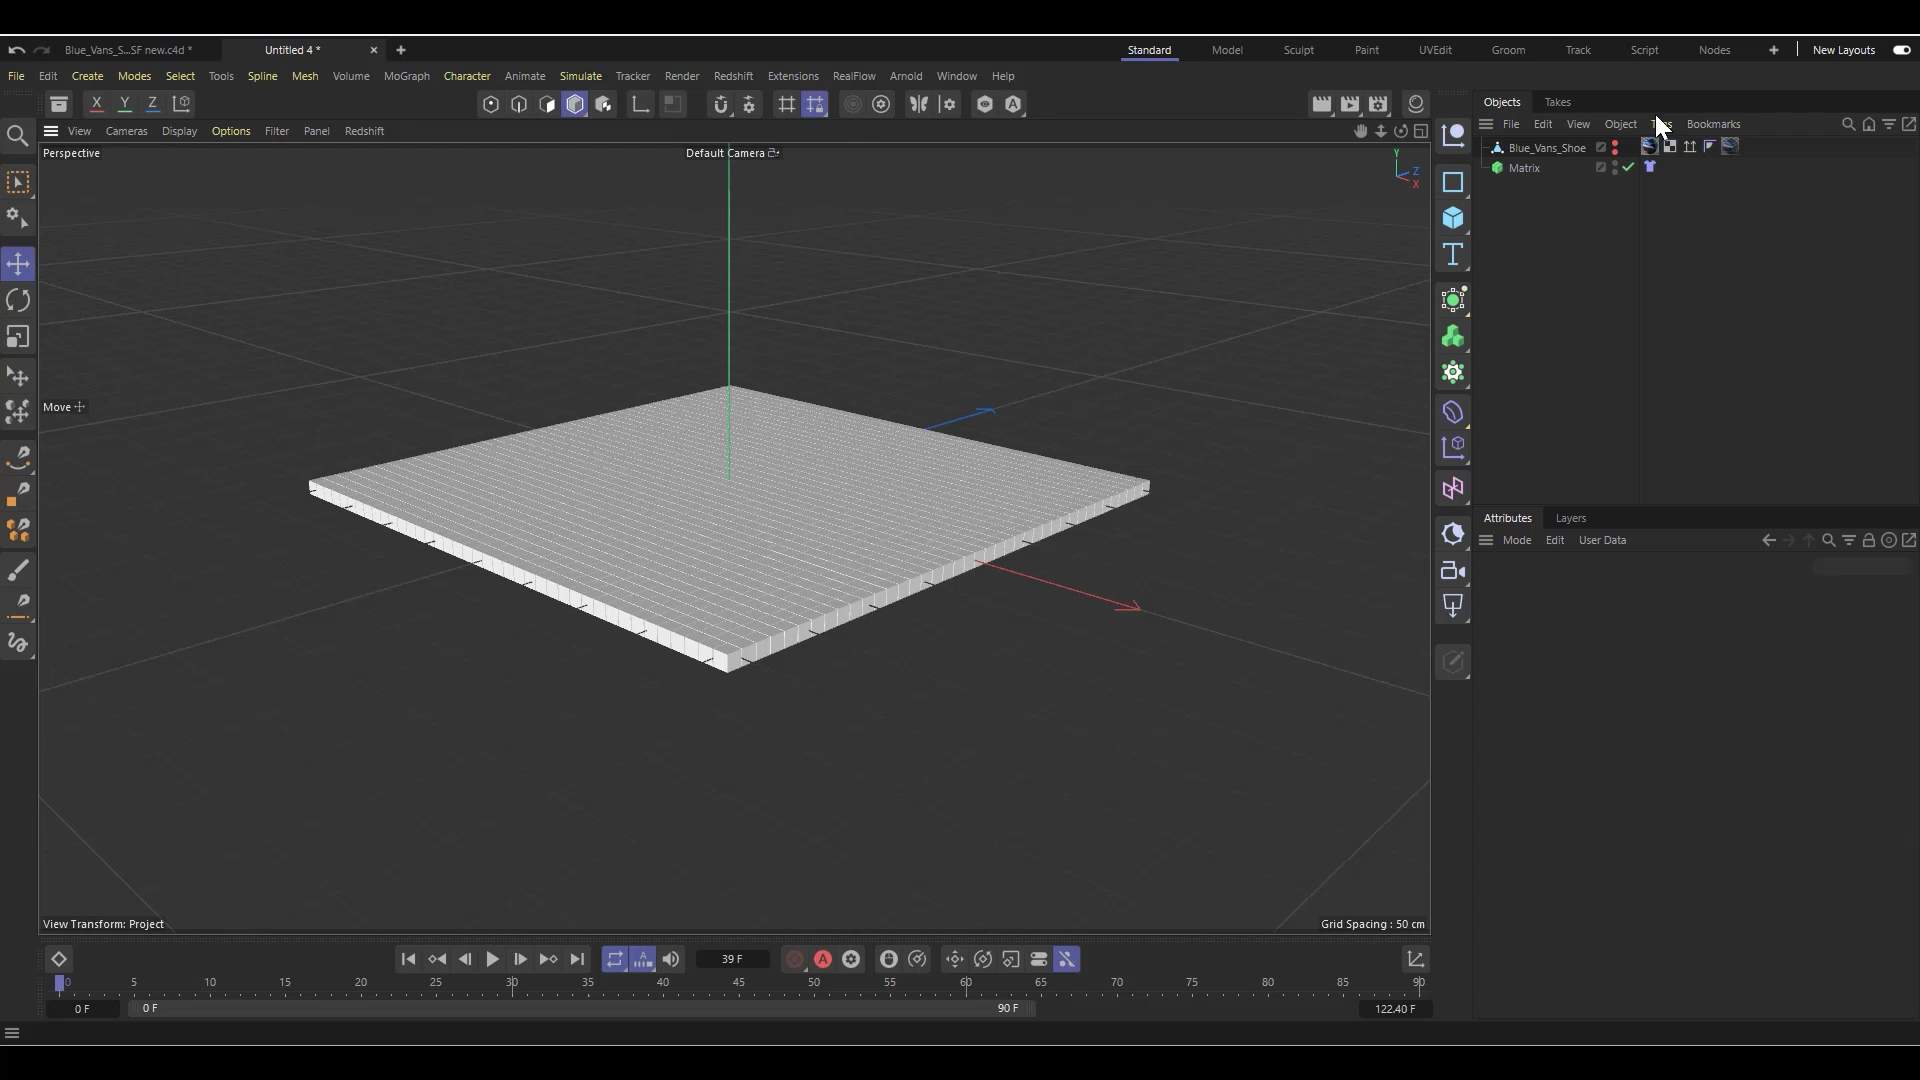 Blue_Vans_S...SF new.c4d * Untitled 4 * × + Standard Model Sculpt Paint UVEdit Groom Track Script Nodes + New Layouts
File Edit Create Modes Select Tools Spline Mesh Volume MoGraph Character Animate Simulate Tracker Render Redshift Extensions RealFlow Arnold Window Help
X Y Z A
Objects Takes
View Cameras Display Options Filter Panel Redshift
File Edit View Object Bookmarks
Perspective Default Camera
Y
Z
X
Blue_Vans_Shoe
Matrix
T
Move
Attributes Layers
Mode Edit User Data
View Transform: Project Grid Spacing : 50 cm
A 39 F A
0 5 10 15 20 25 30 35 40 45 50 55 60 65 70 75 80 85 90
0 F 0 F 90 F 122.40 F